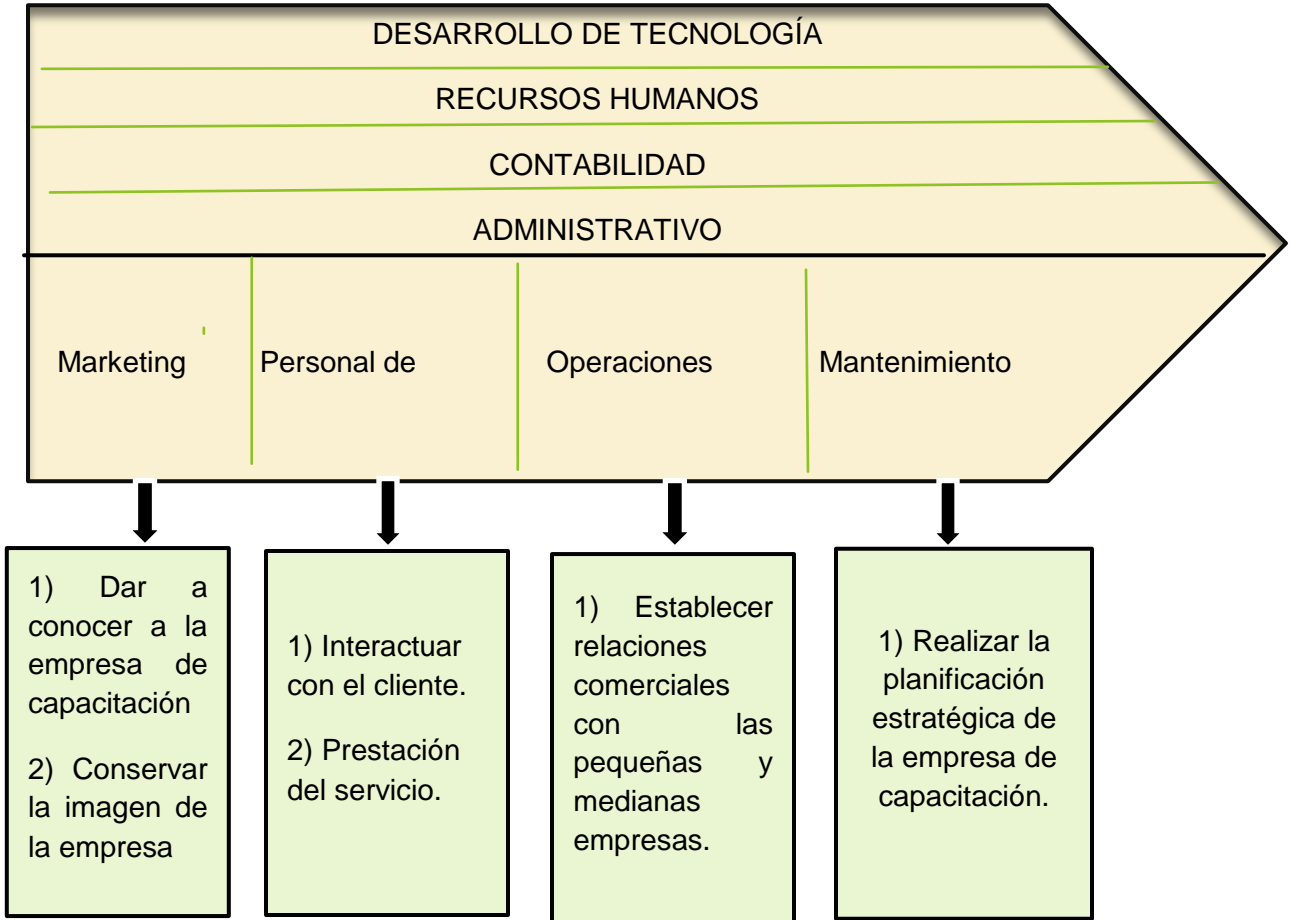 DESARROLLO DE TECNOLOGÍA
RECURSOS HUMANOS
CONTABILIDAD
ADMINISTRATIVO
Marketing
Personal de
Operaciones
Mantenimiento
1) Dar a
conocer a la
empresa de
capacitación
2) Conservar
la imagen de
la empresa
1) Interactuar
con el cliente.
2) Prestación
del servicio.
1) Establecer
relaciones
comerciales
con las
pequeñas y
medianas
empresas.
1) Realizar la
planificación
estratégica de
la empresa de
capacitación.